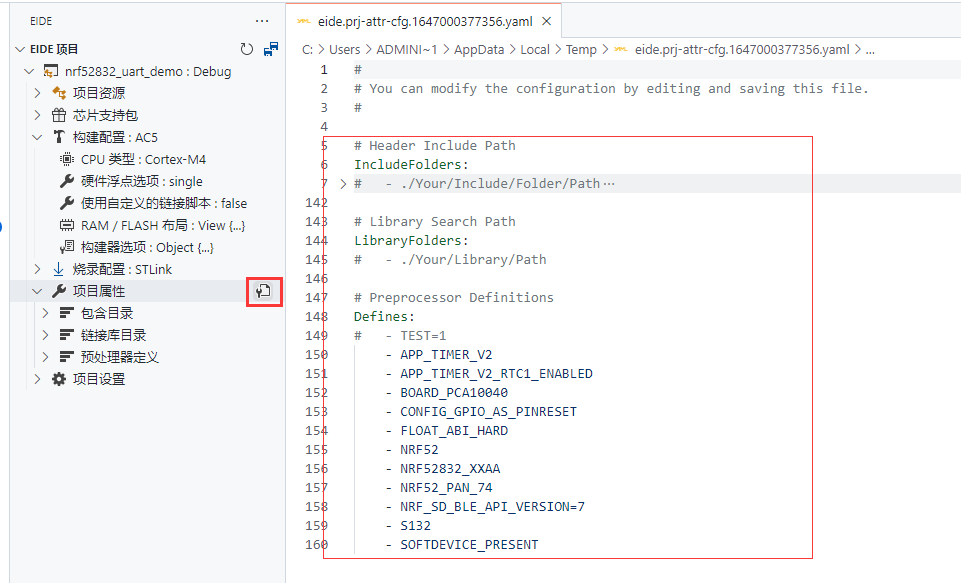 EIDE
EIDE 项目
nrf52832_uart_demo : Debug
项目资源
芯片支持包
构建配置 : AC5
CPU 类型 : Cortex-M4
硬件浮点选项 : single
使用自定义的链接脚本 : false
RAM / FLASH 布局 : View {...}
构建器选项 : Object {...}
烧录配置 : STLink
项目属性
包含目录
链接库目录
预处理器定义
项目设置
eide.prj-attr-cfg.1647000377356.yaml
C: > Users > ADMINI~1 > AppData > Local > Temp > eide.prj-attr-cfg.1647000377356.yaml > ...
1 #
2 # You can modify the configuration by editing and saving this file.
3 #
4
5 # Header Include Path
6 IncludeFolders:
7 > #   - ./Your/Include/Folder/Path ···
142
143 # Library Search Path
144 LibraryFolders:
145 #   - ./Your/Library/Path
146
147 # Preprocessor Definitions
148 Defines:
149 #   - TEST=1
150     - APP_TIMER_V2
151     - APP_TIMER_V2_RTC1_ENABLED
152     - BOARD_PCA10040
153     - CONFIG_GPIO_AS_PINRESET
154     - FLOAT_ABI_HARD
155     - NRF52
156     - NRF52832_XXAA
157     - NRF52_PAN_74
158     - NRF_SD_BLE_API_VERSION=7
159     - S132
160     - SOFTDEVICE_PRESENT